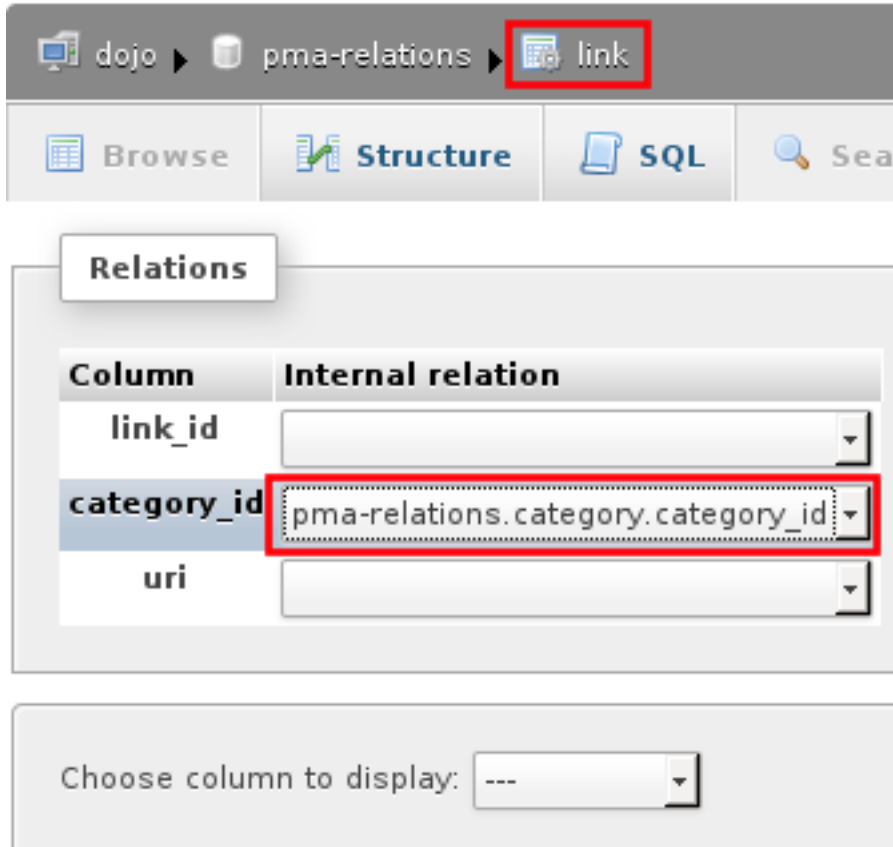 dojo pma-relations link
Browse Structure SQL Sea
Relations
Column Internal relation
link_id
category_id pma-relations.category.category_id
uri
Choose column to display: ---